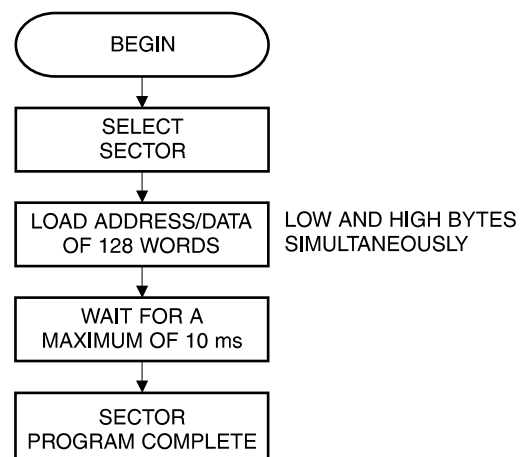 BEGIN
SELECT
SECTOR
LOAD ADDRESS/DATA
OF 128 WORDS
LOW AND HIGH BYTES
SIMULTANEOUSLY
WAIT FOR A
MAXIMUM OF 10 ms
SECTOR
PROGRAM COMPLETE